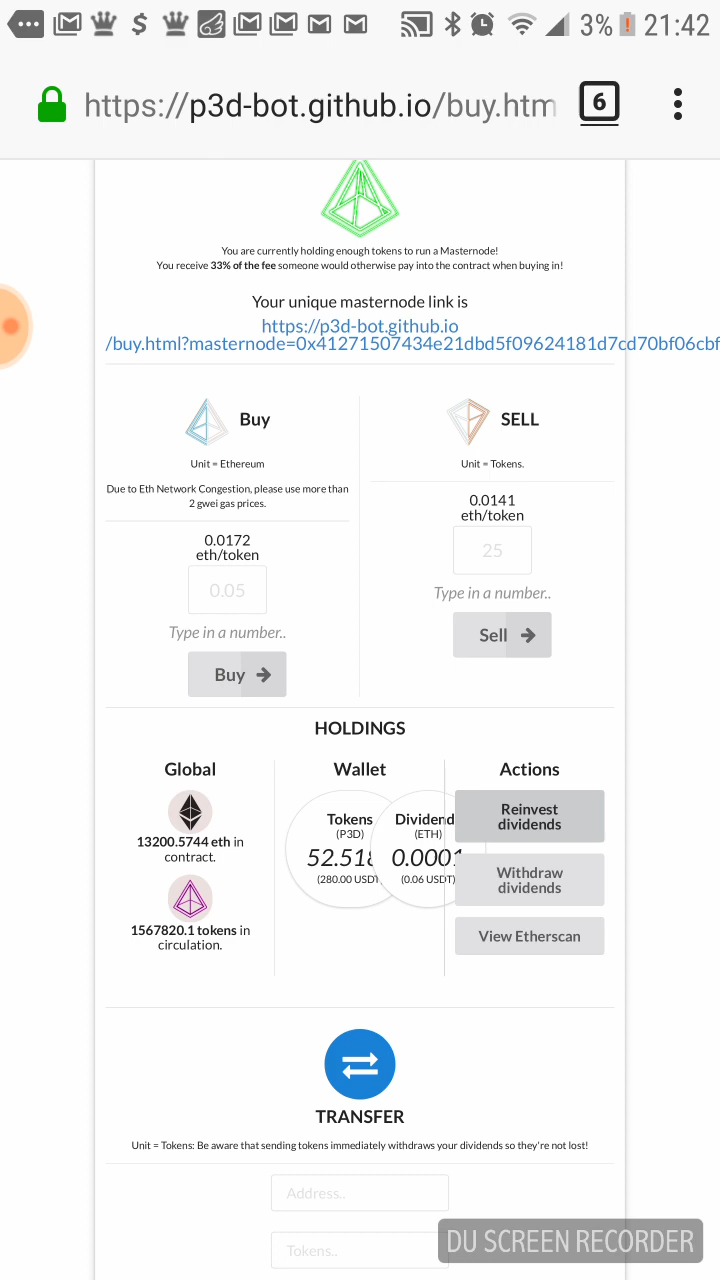 3% 21:42
https://p3d-bot.github.io/buy.htm 6
You are currently holding enough tokens to run a Masternode!
You receive 33% of the fee someone would otherwise pay into the contract when buying in!
Your unique masternode link is
https://p3d-bot.github.io
/buy.html?masternode=0x41271507434e21dbd5f09624181d7cd70bf06cbf
Buy
Unit = Ethereum
Due to Eth Network Congestion, please use more than
2 gwei gas prices.
0.0172
eth/token
0.05
Type in a number..
Buy
SELL
Unit = Tokens.
0.0141
eth/token
25
Type in a number..
Sell
HOLDINGS
Global
13200.5744 eth in
contract.
1567820.1 tokens in
circulation.
Wallet
Tokens
(P3D)
52.518
(280.00 USDT
Dividend
(ETH)
0.0001
(0.06 USDT)
Actions
Reinvest
dividends
Withdraw
dividends
View Etherscan
TRANSFER
Unit = Tokens: Be aware that sending tokens immediately withdraws your dividends so they're not lost!
Address..
Tokens..
DU SCREEN RECORDER